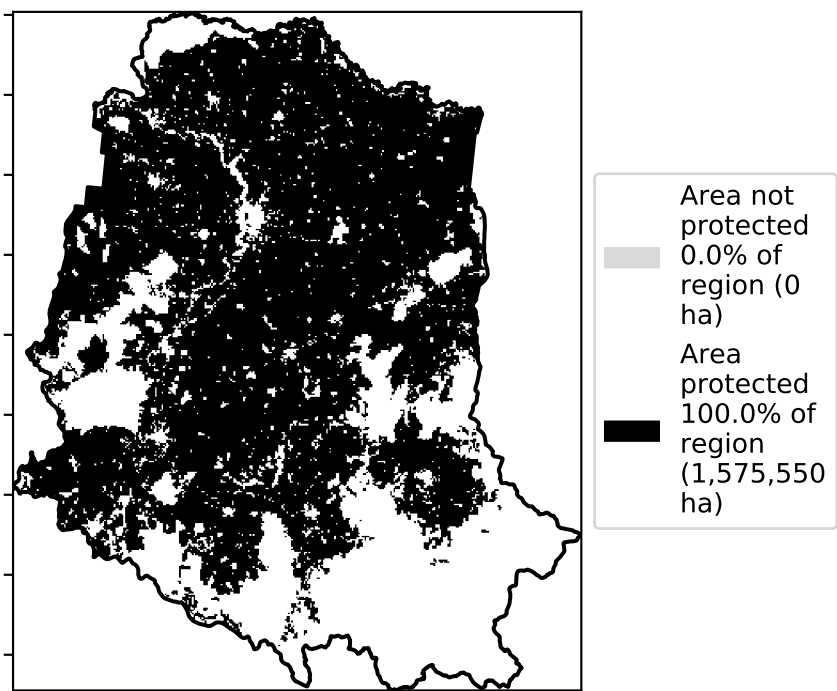 Area not
protected
0.0% of
region (0
ha)
Area
protected
100.0% of
region
(1,575,550
ha)